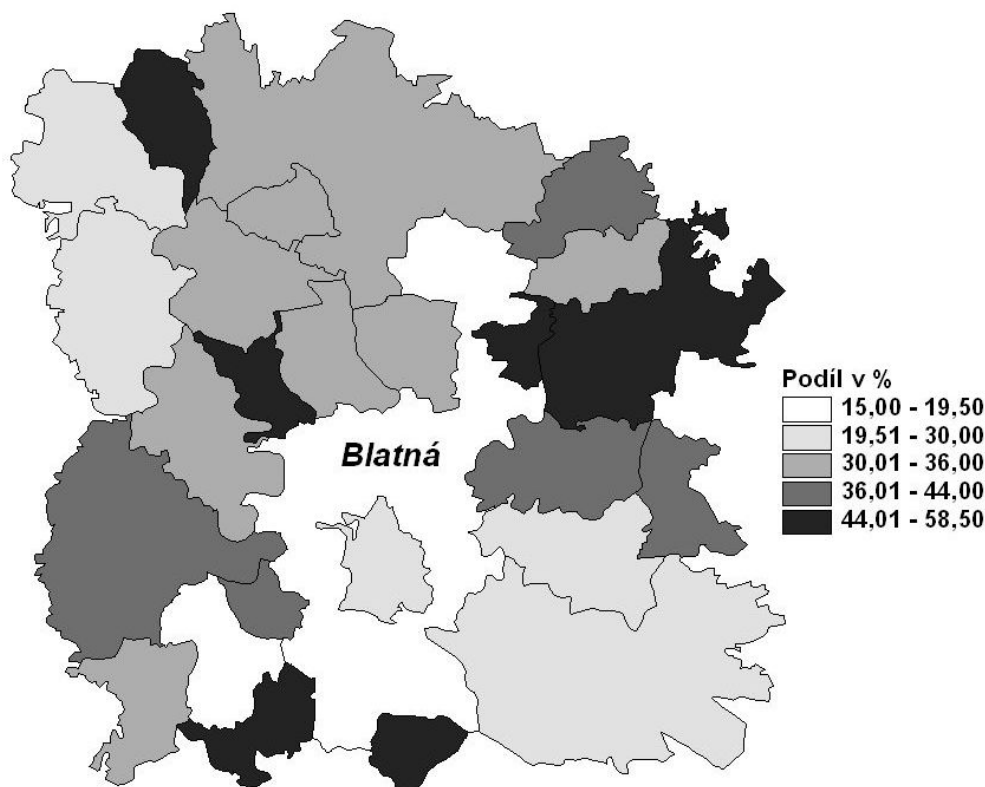 Blatná
Podíl v %
15,00 - 19,50
19,51 - 30,00
30,01 - 36,00
36,01 - 44,00
44,01 - 58,50